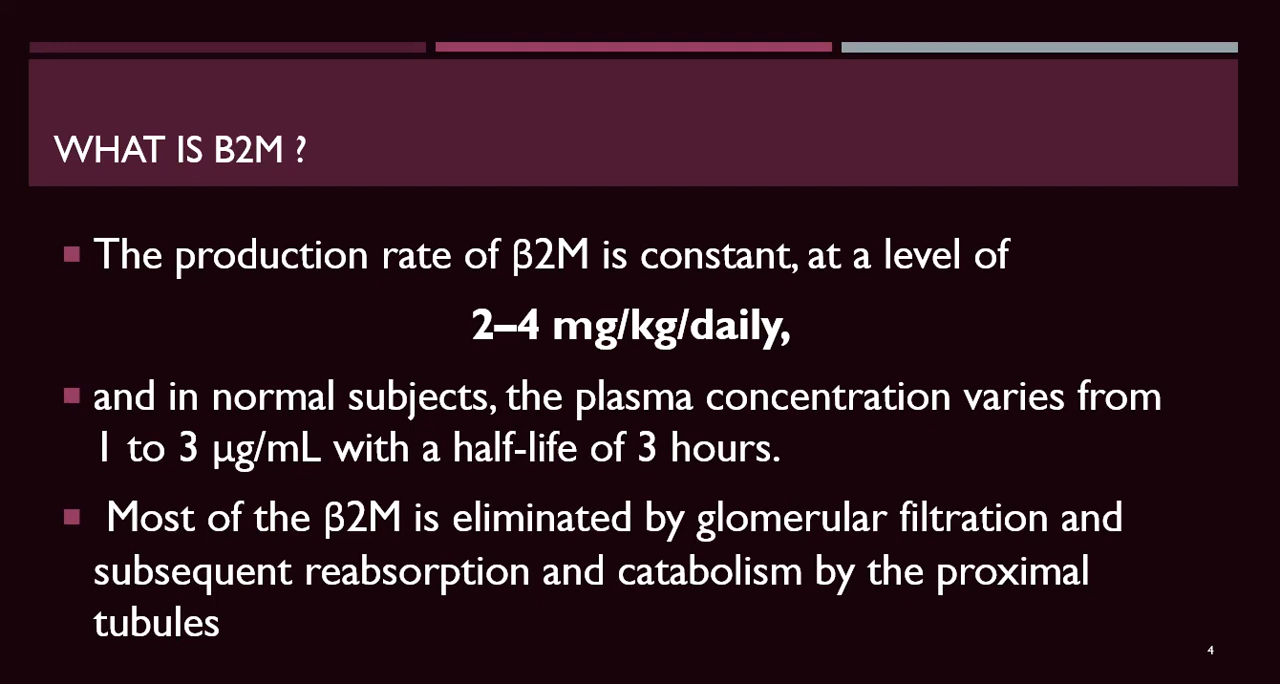 WHAT IS B2M ?
The production rate of β2M is constant, at a level of
2–4 mg/kg/daily,
and in normal subjects, the plasma concentration varies from
1 to 3 μg/mL with a half-life of 3 hours.
Most of the β2M is eliminated by glomerular filtration and
subsequent reabsorption and catabolism by the proximal
tubules
4